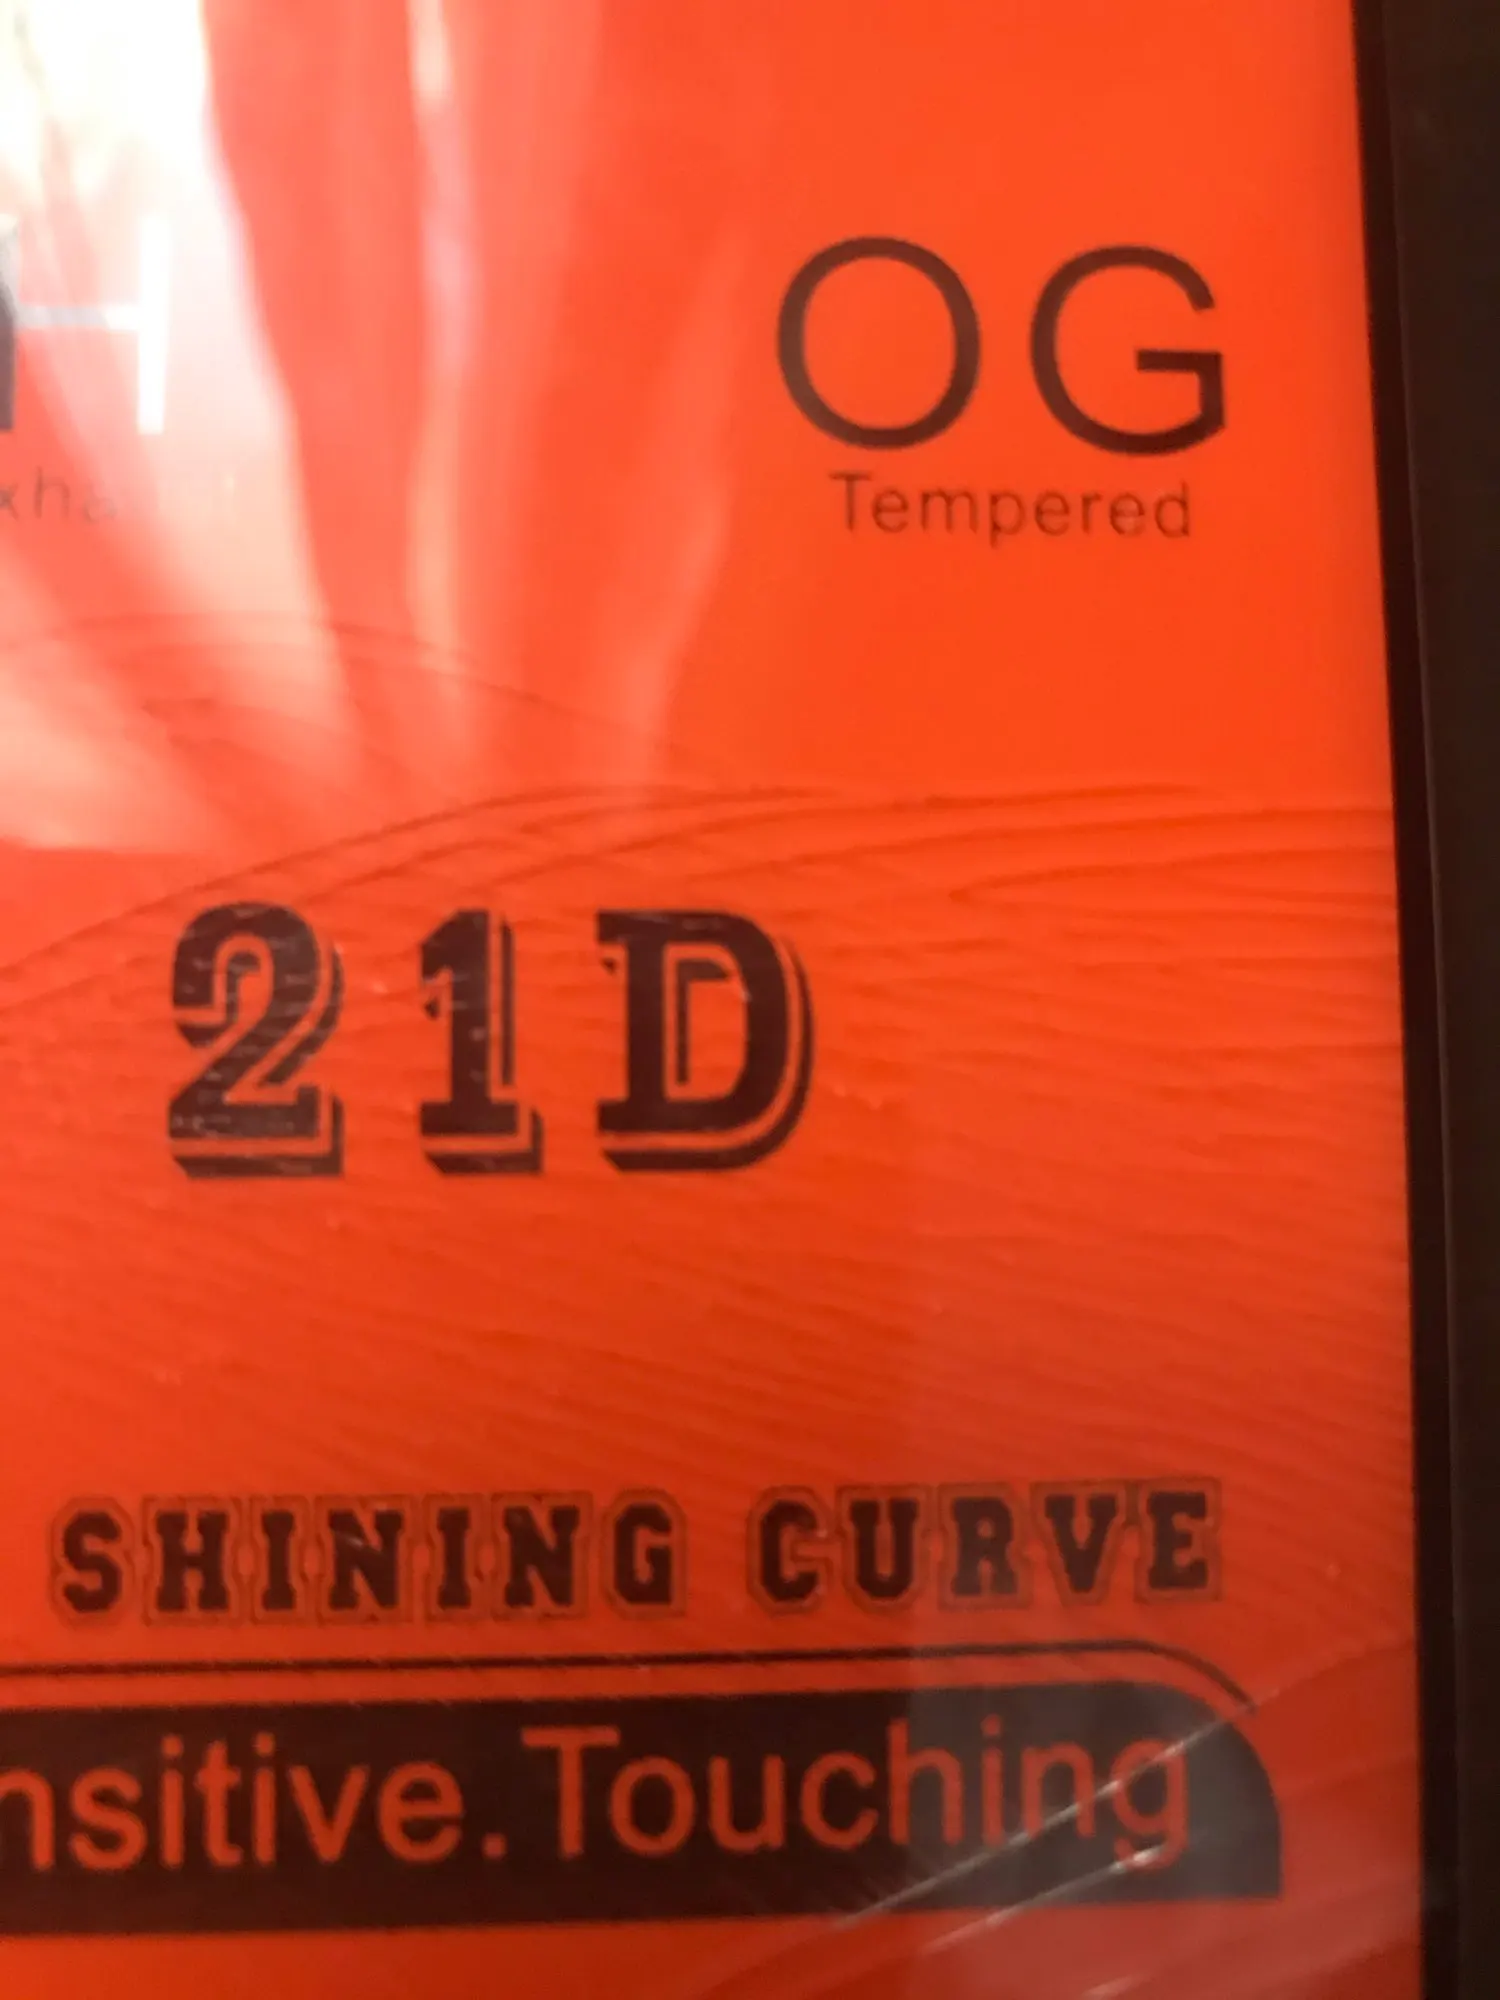 H OG
Tempered
21D
SHINING CURVE
nsitive.Touching